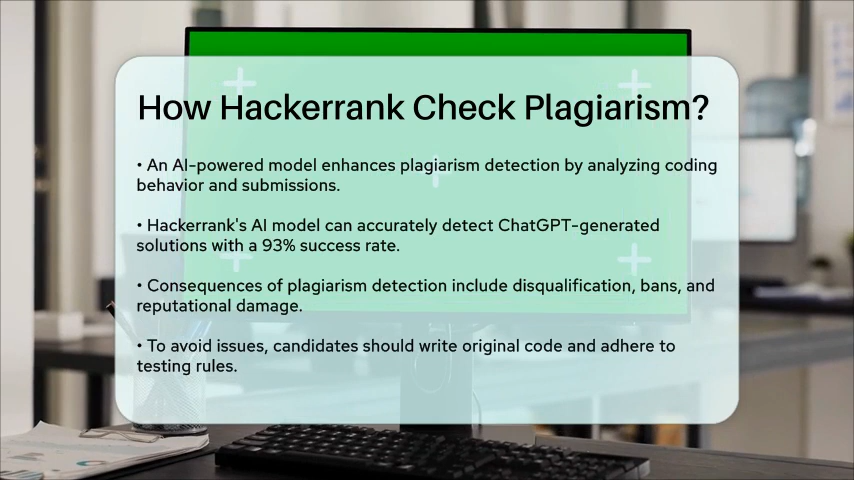 How Hackerrank Check Plagiarism?
• An AI-powered model enhances plagiarism detection by analyzing coding
behavior and submissions.
• Hackerrank's AI model can accurately detect ChatGPT-generated
solutions with a 93% success rate.
• Consequences of plagiarism detection include disqualification, bans, and
reputational damage.
• To avoid issues, candidates should write original code and adhere to
testing rules.